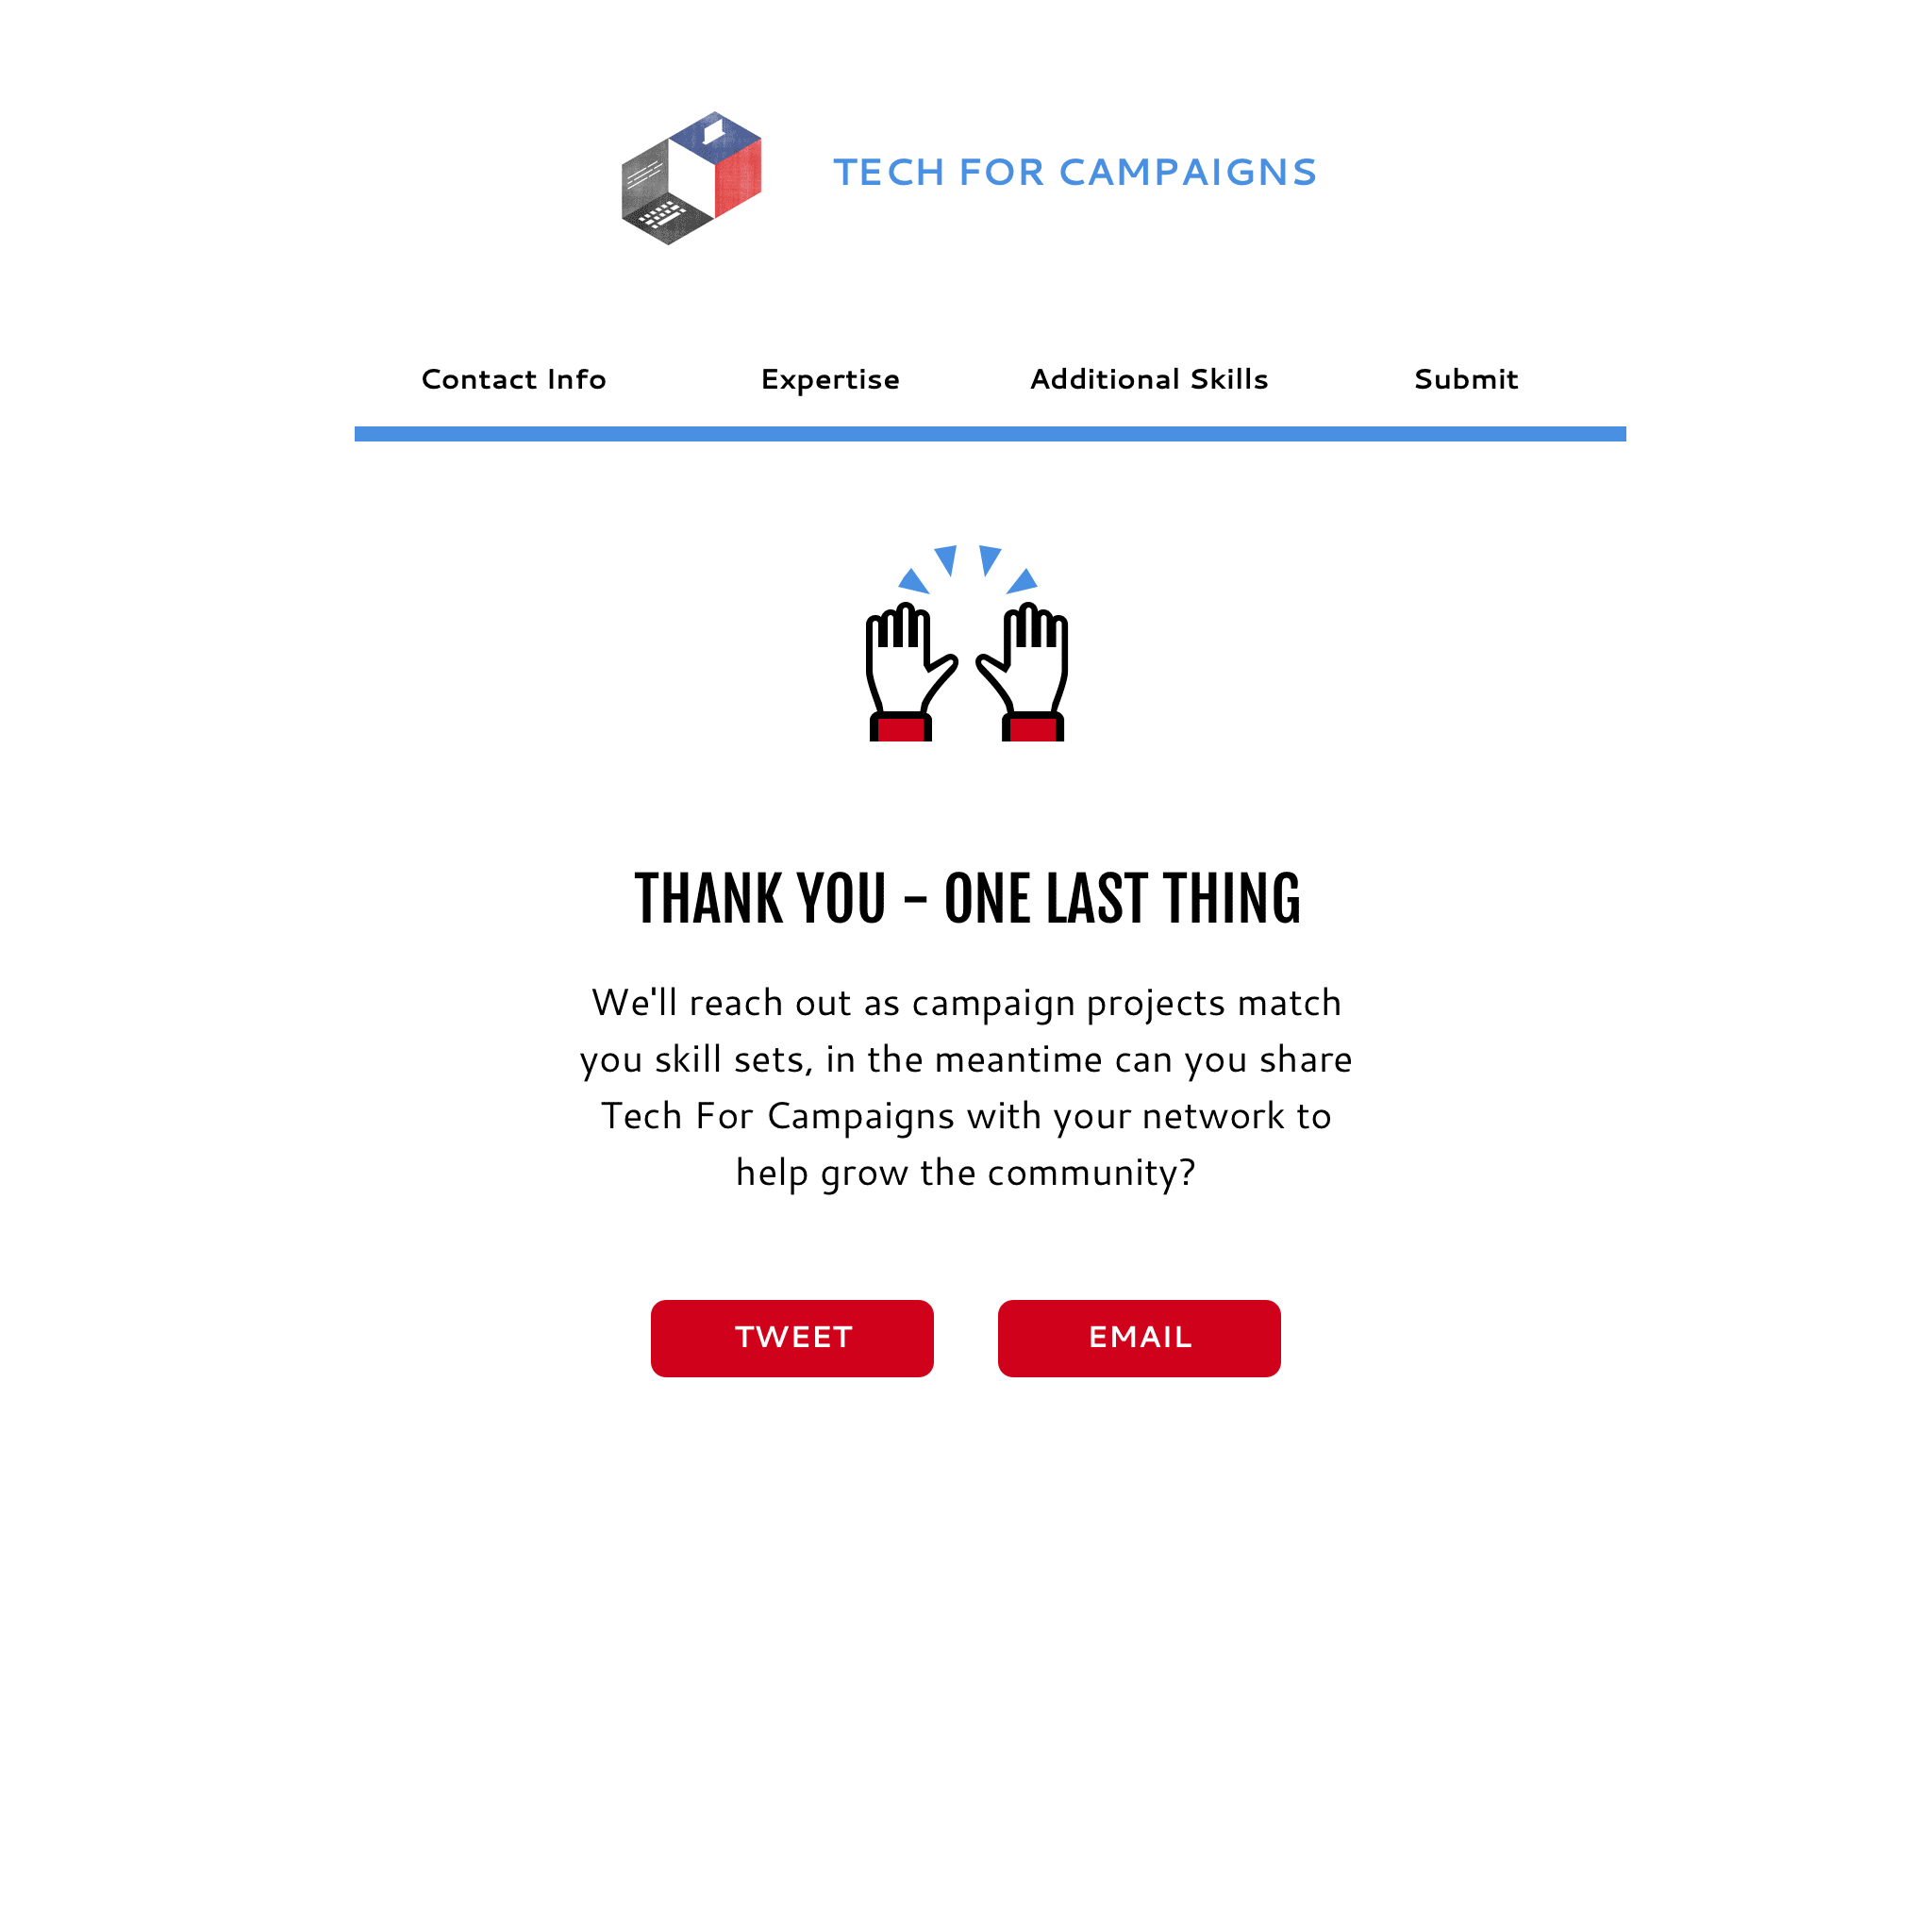 TECH FOR CAMPAIGNS
Contact Info Expertise Additional Skills Submit
THANK YOU - ONE LAST THING
We'll reach out as campaign projects match
you skill sets, in the meantime can you share
Tech For Campaigns with your network to
help grow the community?
TWEET EMAIL